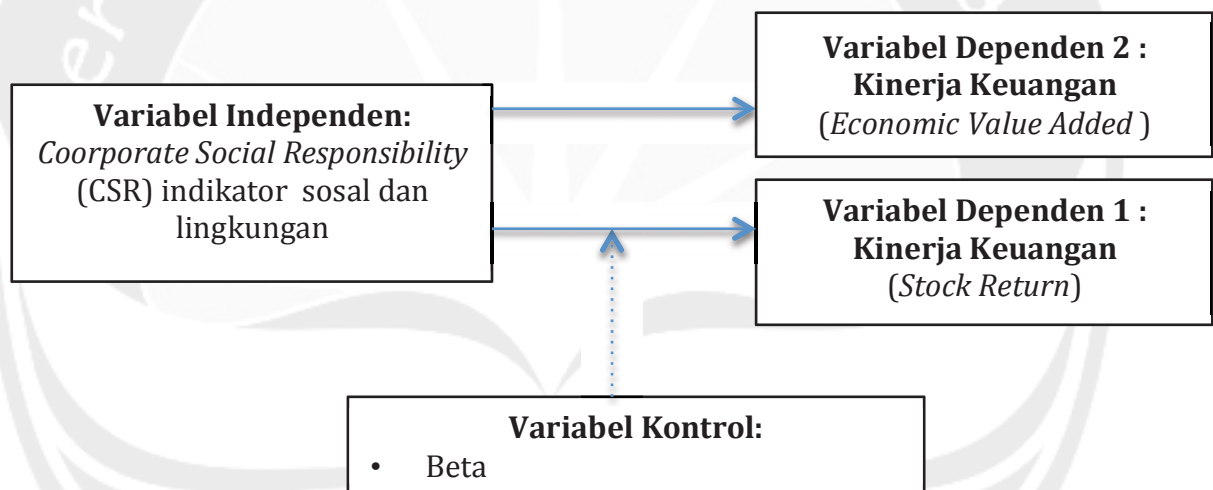 Variabel Independen:
Coorporate Social Responsibility
(CSR) indikator sosal dan
lingkungan
Variabel Dependen 2 :
Kinerja Keuangan
(Economic Value Added )
Variabel Dependen 1 :
Kinerja Keuangan
(Stock Return)
Variabel Kontrol:
• Beta